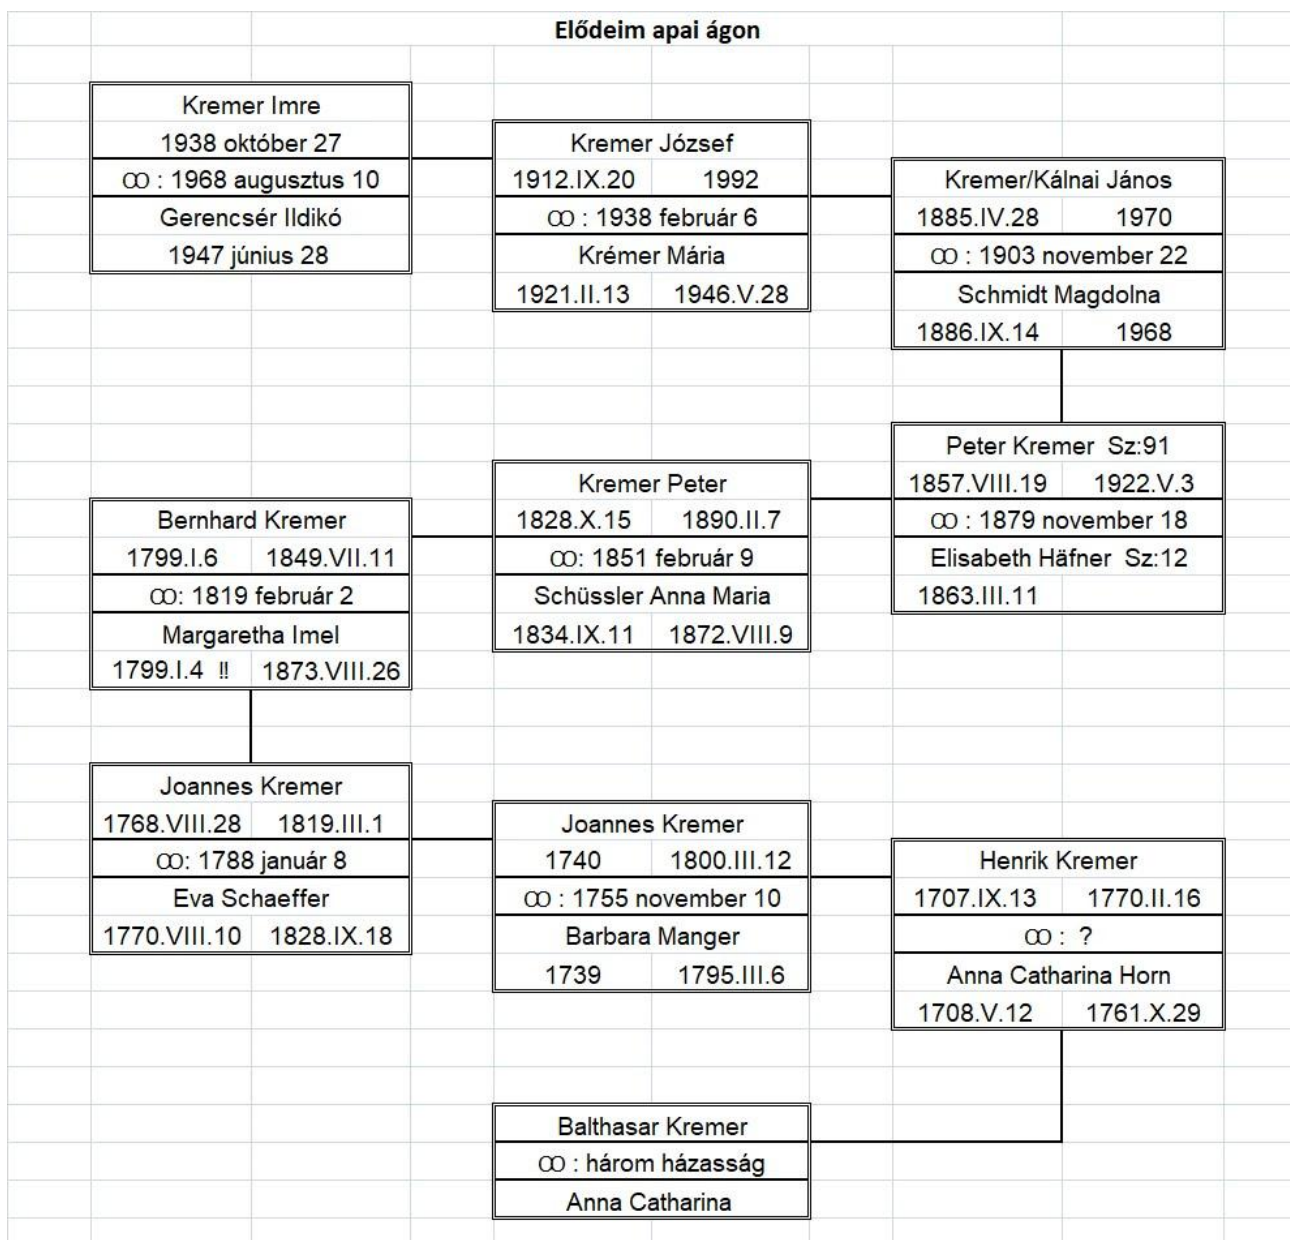 Elődeim apai ágon
Kremer Imre
1938 október 27
∞ : 1968 augusztus 10
Gerencsér Ildikó
1947 június 28
Kremer József
1912.IX.20 1992
∞ : 1938 február 6
Krémer Mária
1921.II.13 1946.V.28
Kremer/Kálnai János
1885.IV.28 1970
∞ : 1903 november 22
Schmidt Magdolna
1886.IX.14 1968
Peter Kremer Sz:91
1857.VIII.19 1922.V.3
∞ : 1879 november 18
Elisabeth Häfner Sz:12
1863.III.11
Kremer Peter
1828.X.15 1890.II.7
∞: 1851 február 9
Schüssler Anna Maria
1834.IX.11 1872.VIII.9
Bernhard Kremer
1799.I.6 1849.VII.11
∞: 1819 február 2
Margaretha Imel
1799.I.4 !! 1873.VIII.26
Joannes Kremer
1768.VIII.28 1819.III.1
∞: 1788 január 8
Eva Schaeffer
1770.VIII.10 1828.IX.18
Joannes Kremer
1740 1800.III.12
∞ : 1755 november 10
Barbara Manger
1739 1795.III.6
Henrik Kremer
1707.IX.13 1770.II.16
∞ : ?
Anna Catharina Horn
1708.V.12 1761.X.29
Balthasar Kremer
∞ : három házasság
Anna Catharina